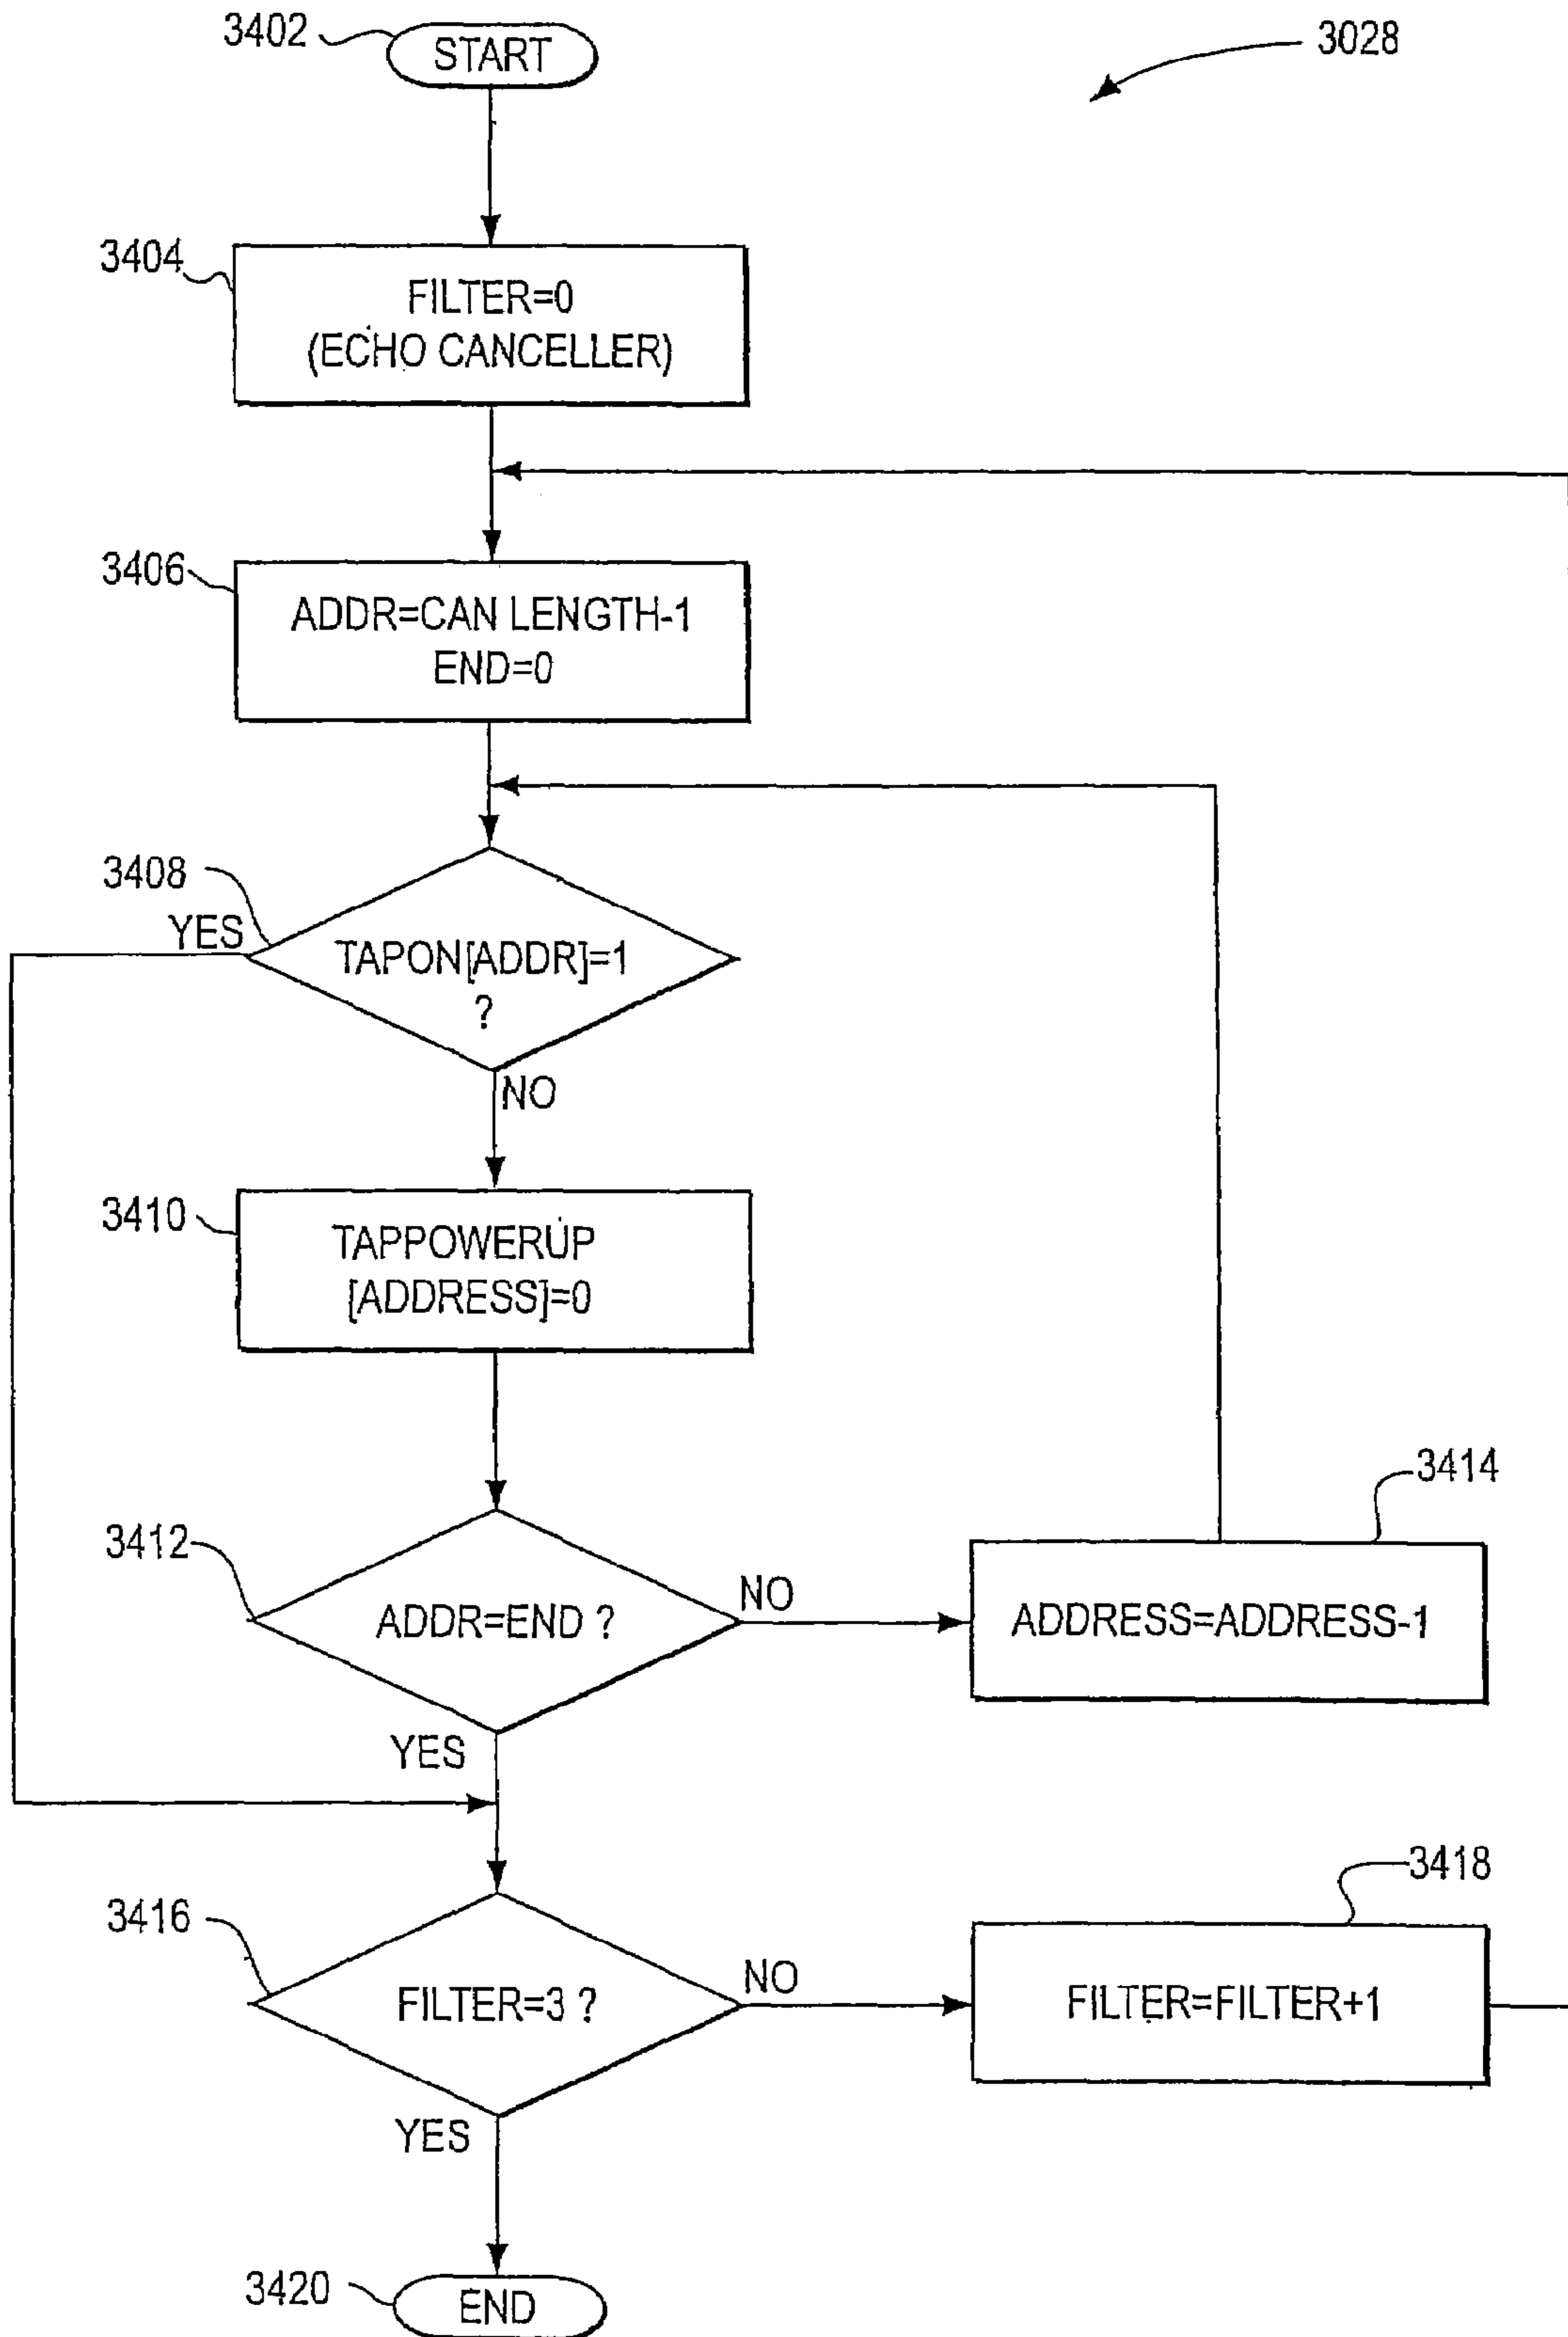 3402
START
3028
3404
FILTER=0
(ECHO CANCELLER)
3406
ADDR=CAN LENGTH-1
END=0
3408
YES
TAPON[ADDR]=1
?
NO
3410
TAPPOWERUP
[ADDRESS]=0
3412
ADDR=END ?
NO
3414
ADDRESS=ADDRESS-1
YES
3416
FILTER=3 ?
NO
3418
FILTER=FILTER+1
YES
3420
END